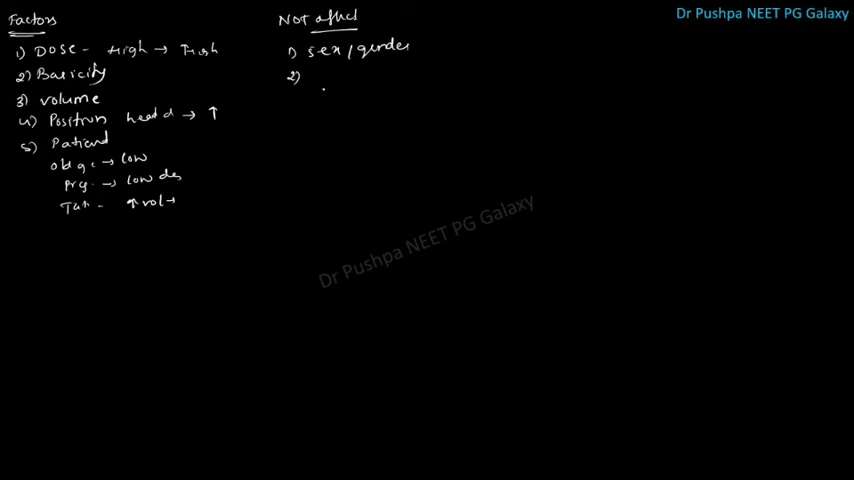 Dr Pushpa NEET PG Galaxy
Factors
1) Dose - High → High
2) Baricity
3) volume
4) Position head d → ↑
5) Patient
old age → low
Preg. → low des
Tall - ↑ vol →
Not affect
1) sex / gender
2)
Dr Pushpa NEET PG Galaxy